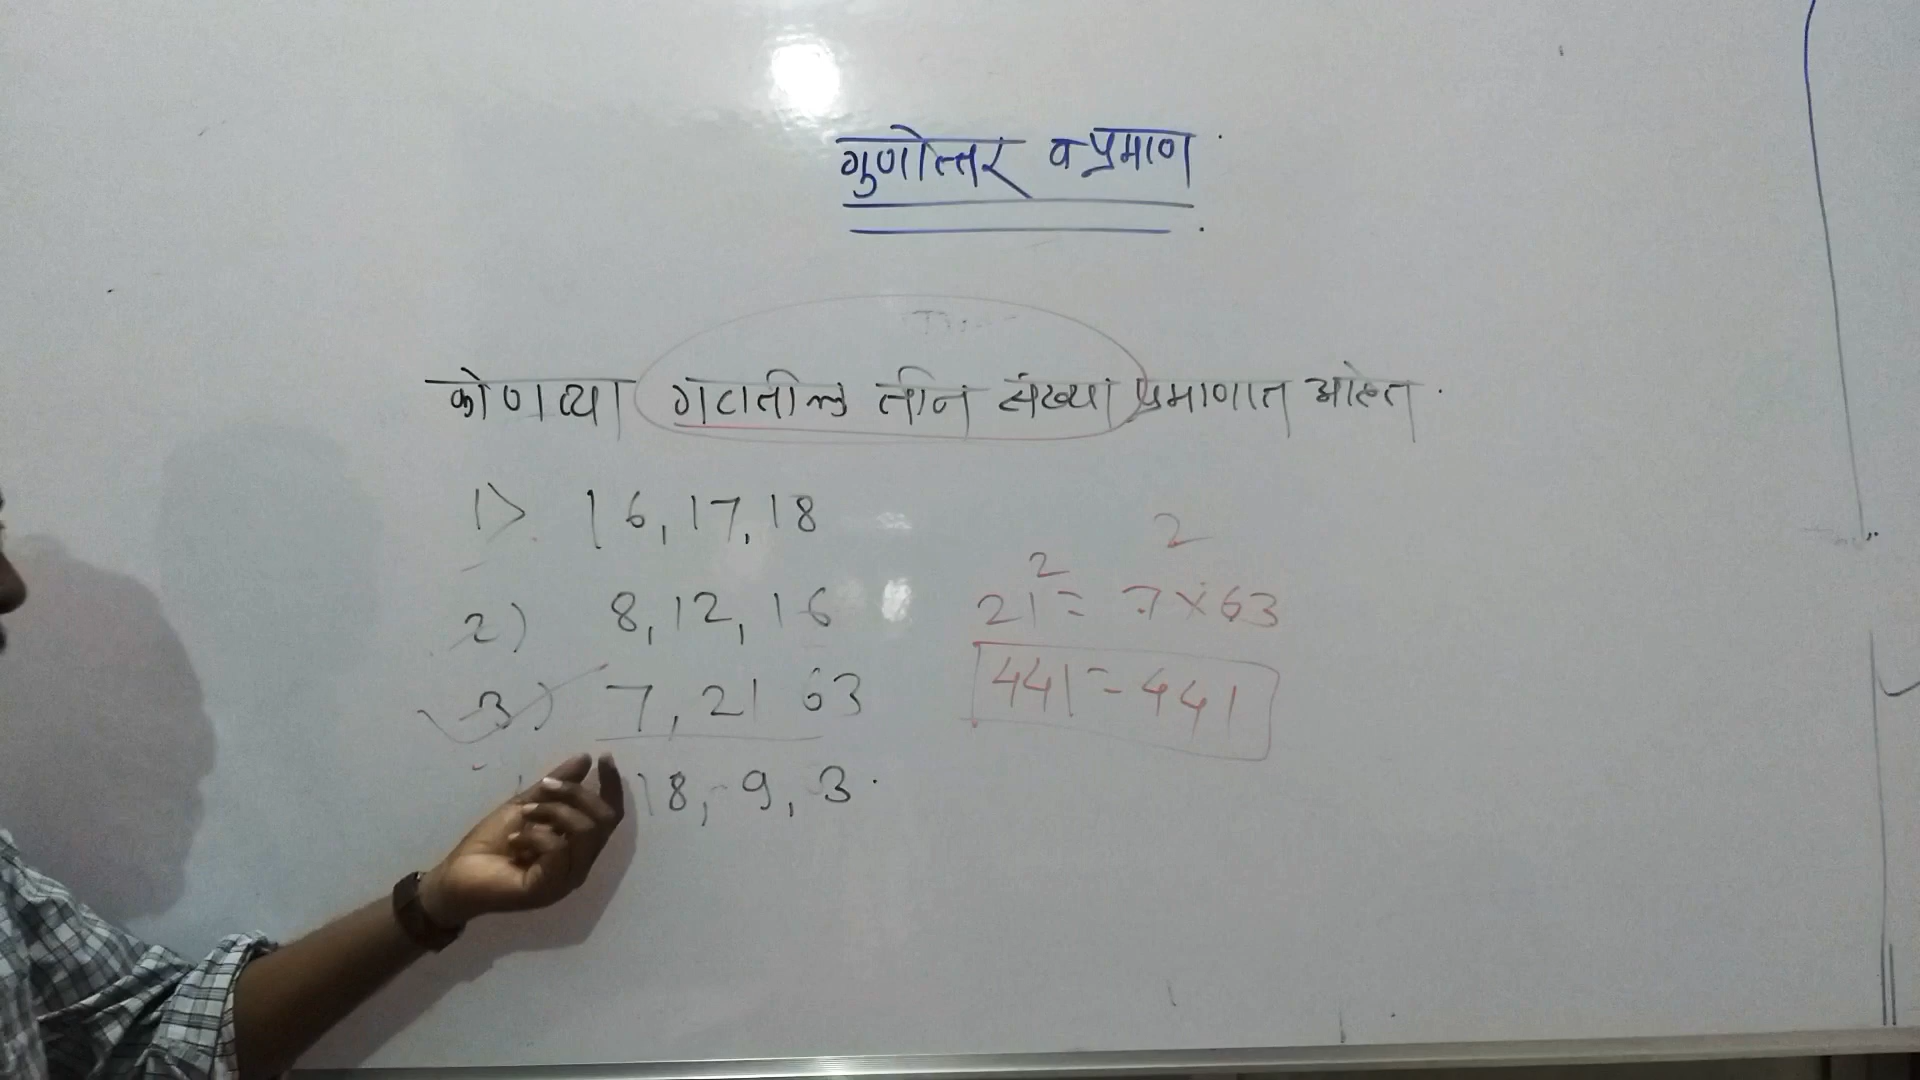 गुणोत्तर व प्रमाण
कोणत्या गटातील तीन संख्या प्रमाणात आहेत.
1) 16, 17, 18
2) 8, 12, 16
3) 7, 21 63
18, 9, 3.
2
21² = 7×63
441 = 441